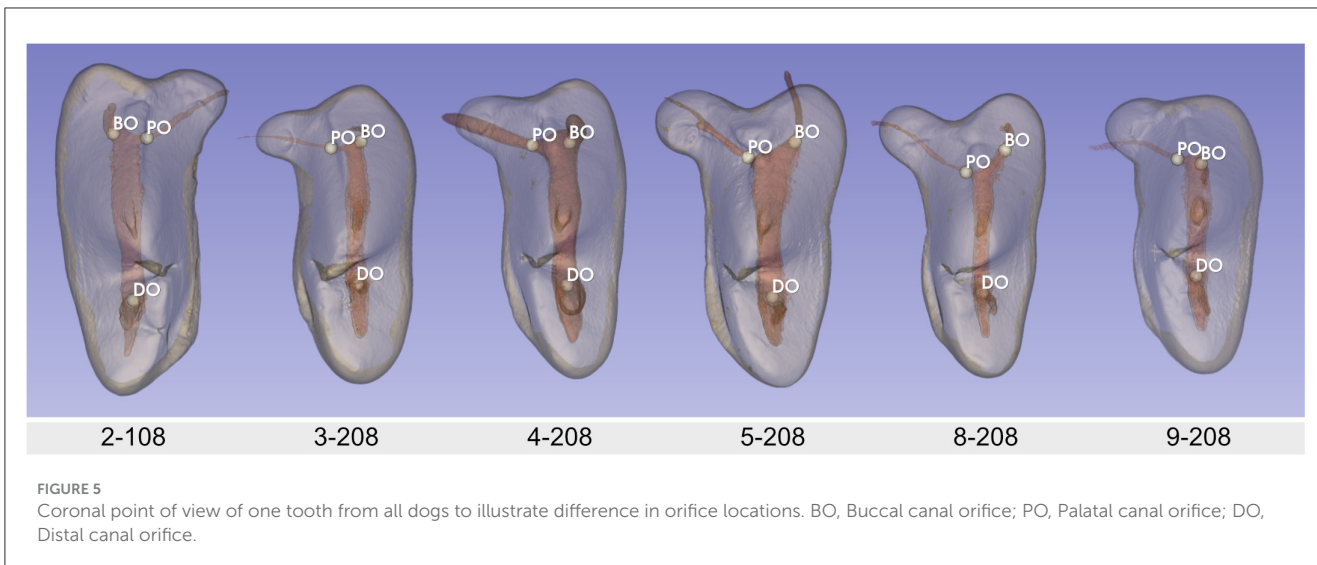 BO PO
PO BO
PO BO
PO BO
PO BO
PO BO
DO DO DO DO DO DO
2-108 3-208 4-208 5-208 8-208 9-208
FIGURE 5
Coronal point of view of one tooth from all dogs to illustrate difference in orifice locations. BO, Buccal canal orifice; PO, Palatal canal orifice; DO,
Distal canal orifice.